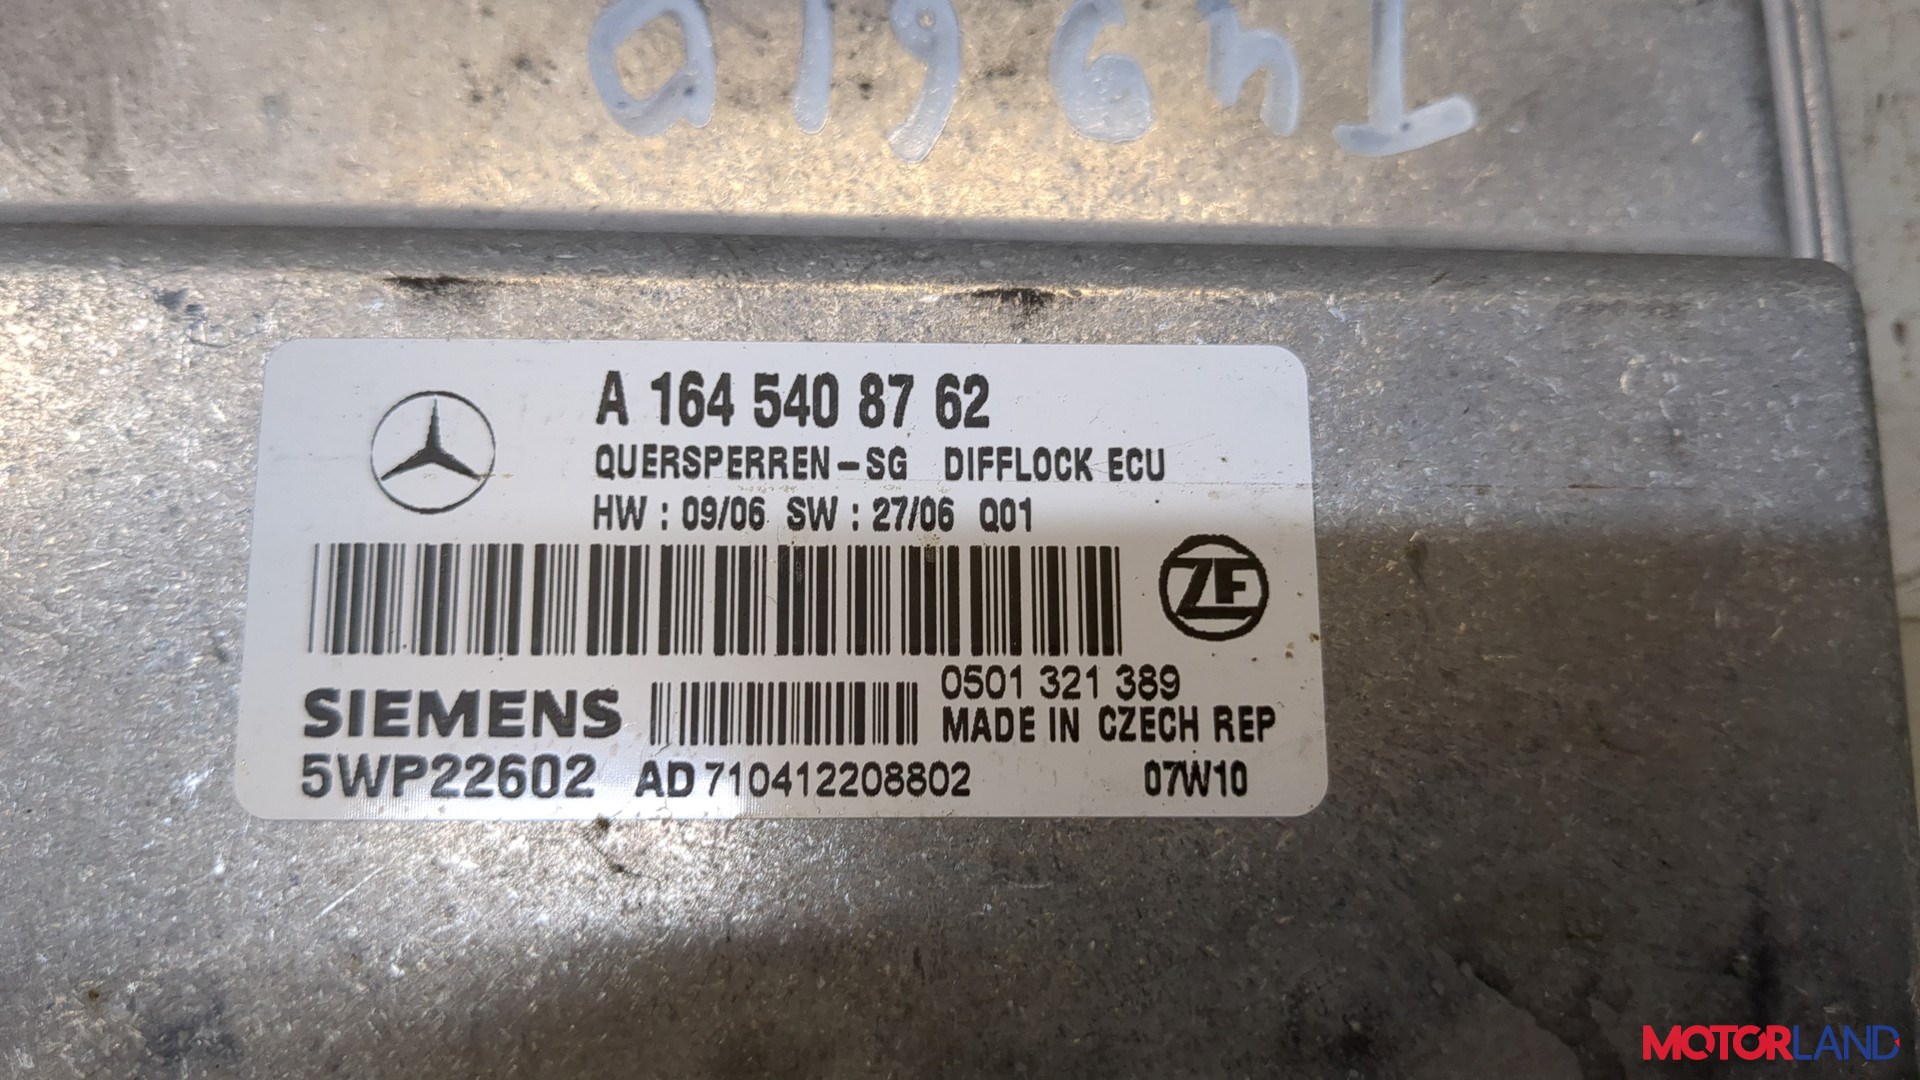 T49610
A 164 540 87 62
QUERSPERREN-SG DIFFLOCK ECU
HW : 09/06 SW : 27/06 Q01
ZF
0501 321 389
SIEMENS
MADE IN CZECH REP
5WP22602 AD 710412208802 07W10
MOTORLAND